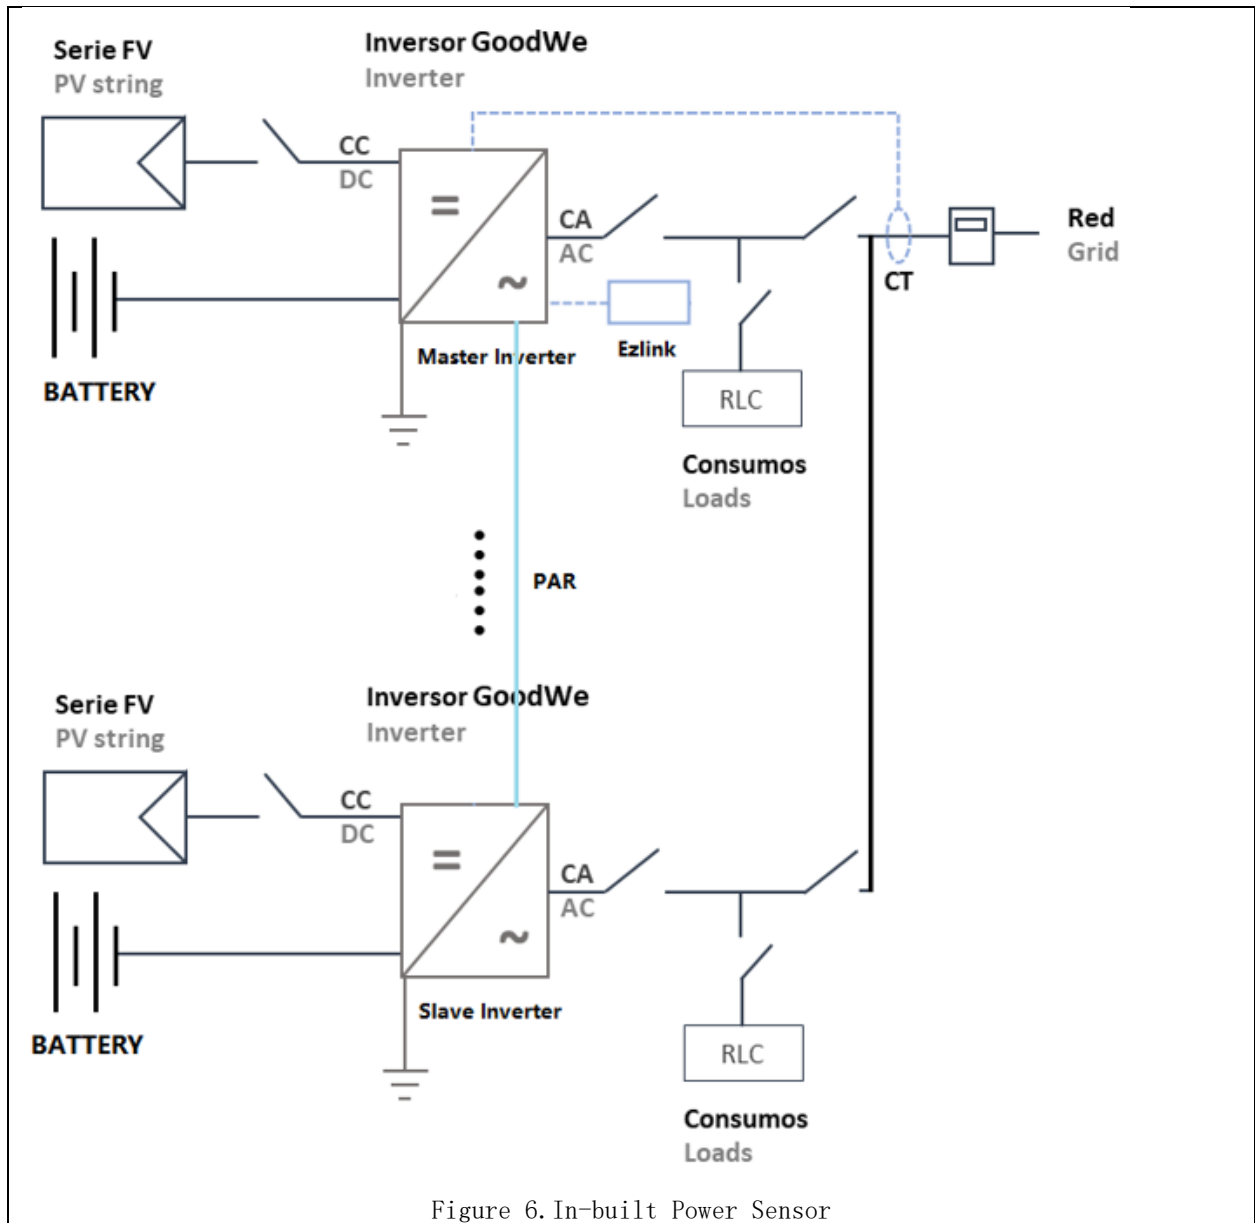 Serie FV
PV string
Inversor GoodWe
Inverter
CC
DC
=
~
CA
AC
CT
Red
Grid
BATTERY
Master Inverter
Ezlink
RLC
Consumos
Loads
PAR
Serie FV
PV string
Inversor GoodWe
Inverter
CC
DC
=
~
CA
AC
BATTERY
Slave Inverter
RLC
Consumos
Loads
Figure 6.In-built Power Sensor